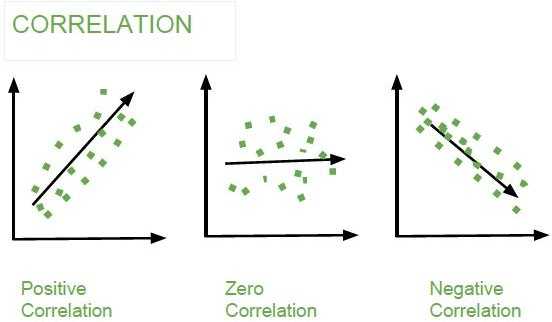 CORRELATION
Positive
Correlation
Zero
Correlation
Negative
Correlation